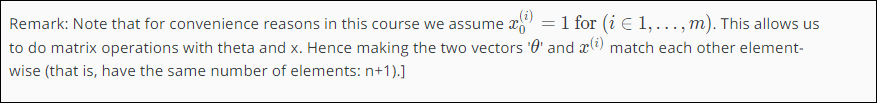 Remark: Note that for convenience reasons in this course we assume x_0^{(i)} = 1 for (i ∈ 1, . . . , m). This allows us
to do matrix operations with theta and x. Hence making the two vectors 'θ' and x^{(i)} match each other element-
wise (that is, have the same number of elements: n+1).]